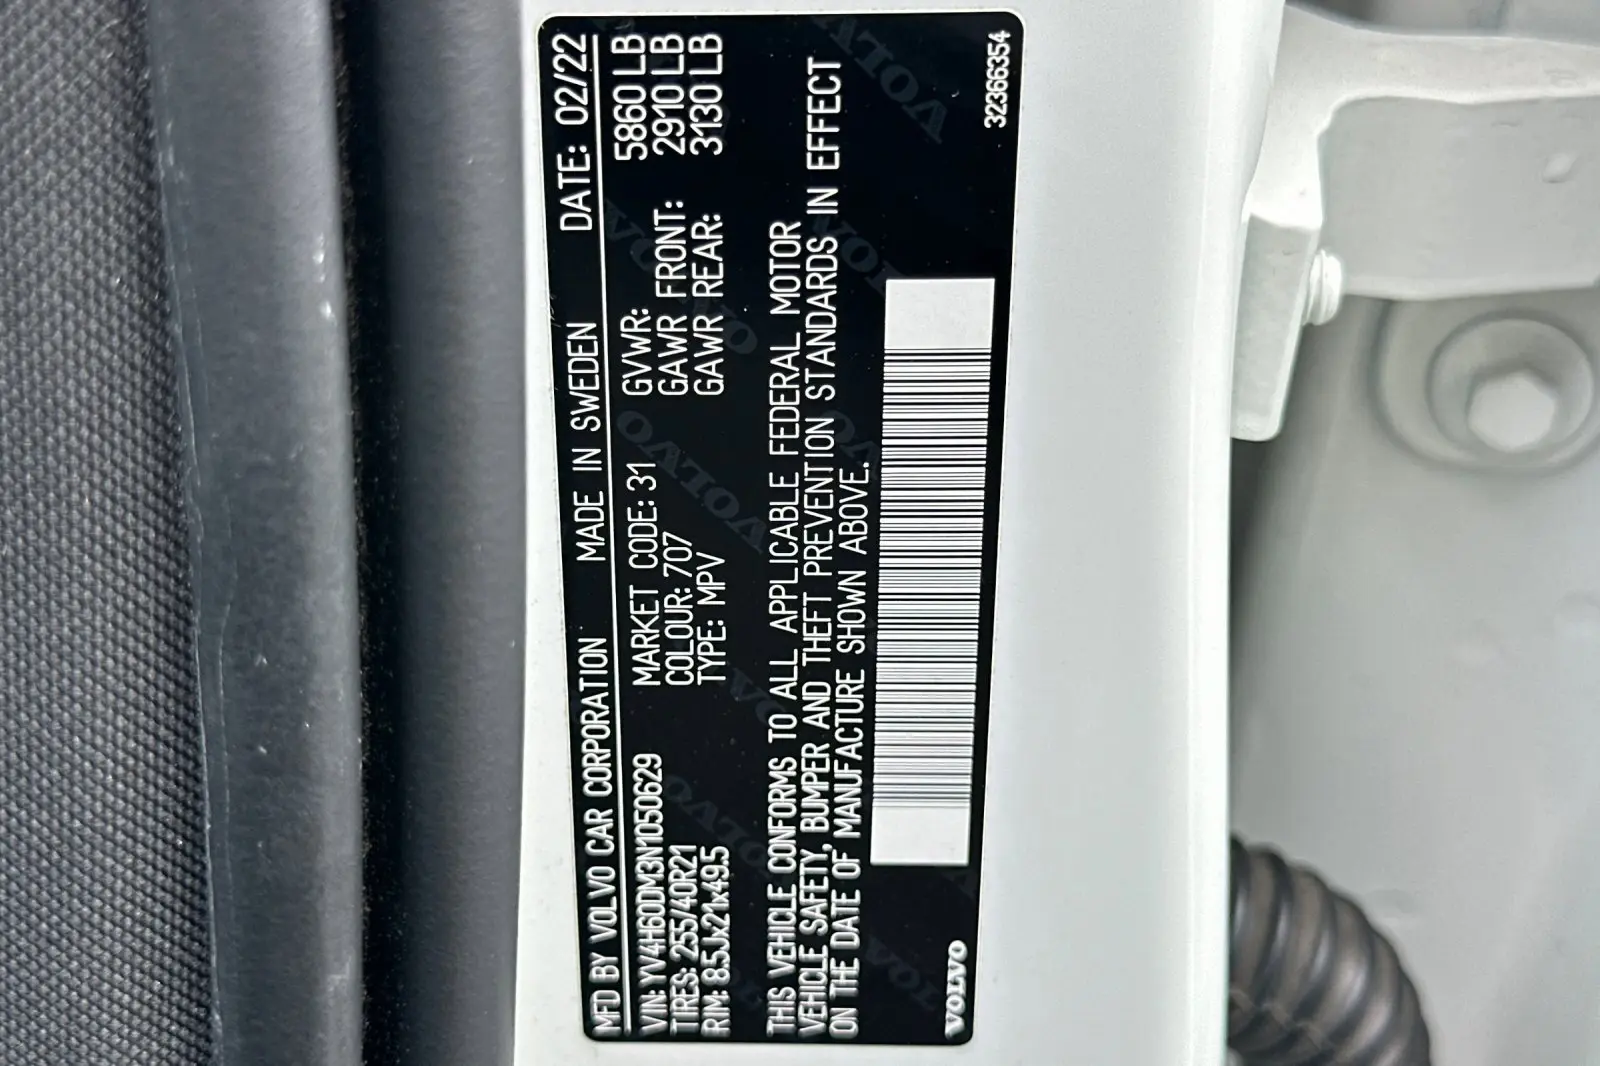 MFD BY VOLVO CAR CORPORATION MADE IN SWEDEN DATE: 02/22
VIN: YV4H60DM3N1050629 MARKET CODE: 31 GVWR: 5860 LB
TIRES: 255/40R21 COLOUR: 707 GAWR FRONT: 2910 LB
RIM: 8.5Jx21x49.5 TYPE: MPV GAWR REAR: 3130 LB
THIS VEHICLE CONFORMS TO ALL APPLICABLE FEDERAL MOTOR
VEHICLE SAFETY, BUMPER AND THEFT PREVENTION STANDARDS IN EFFECT
ON THE DATE OF MANUFACTURE SHOWN ABOVE.
VOLVO 32366354